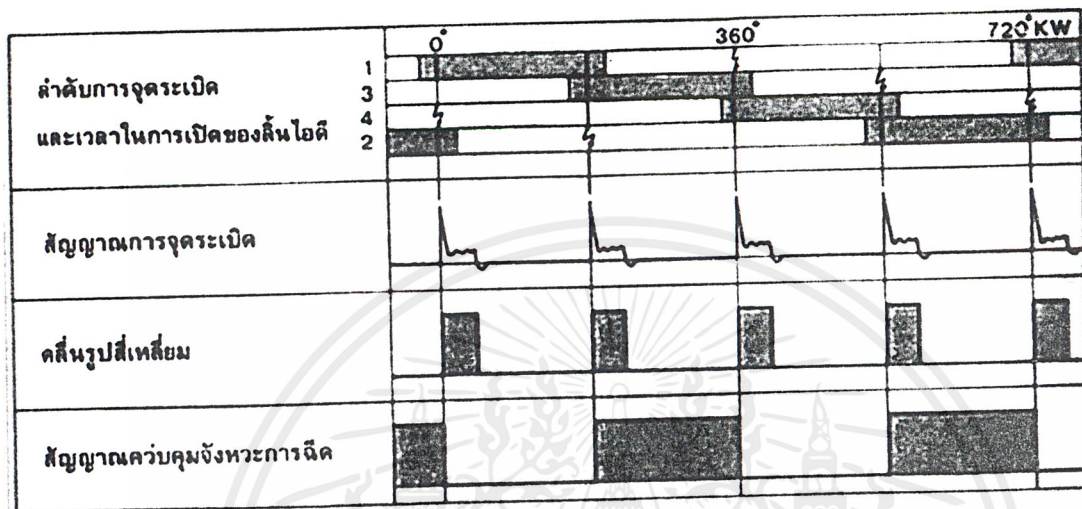 0° 360° 720°KW
ลำดับการจุดระเบิด
และเวลาในการเปิดของลิ้นไอดี
1
3
4
2
สัญญาณการจุดระเบิด
คลื่นรูปสี่เหลี่ยม
สัญญาณควบคุมจังหวะการฉีด